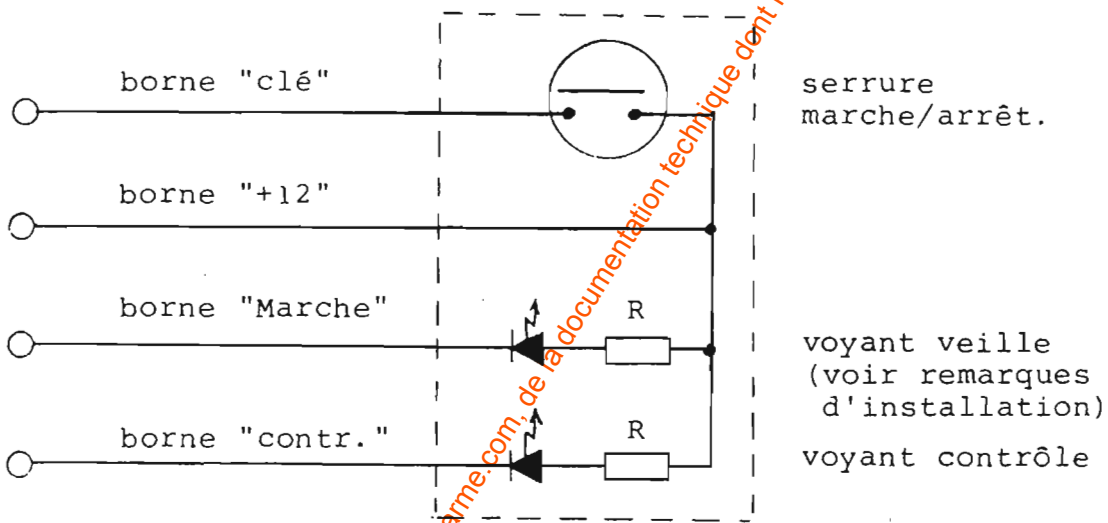 borne "clé"
serrure
marche/arrêt.
borne "+12"
borne "Marche"
R
voyant veille
(voir remarques
d'installation)
borne "contr."
R
voyant contrôle
arme.com, de la documentation technique dont